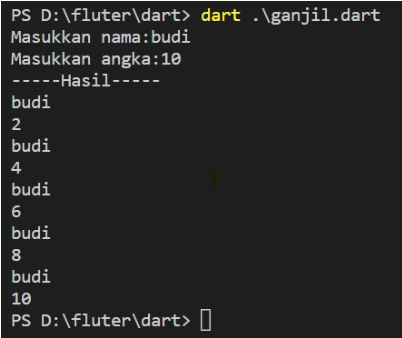 PS D:\fluter\dart> dart .\ganjil.dart
Masukkan nama:budi
Masukkan angka:10
-----Hasil-----
budi
2
budi
4
budi
6
budi
8
budi
10
PS D:\fluter\dart>